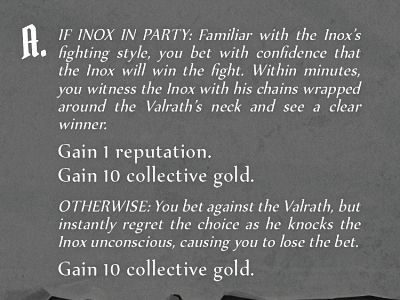 A. IF INOX IN PARTY: Familiar with the Inox's
fighting style, you bet with confidence that
the Inox will win the fight. Within minutes,
you witness the Inox with his chains wrapped
around the Valrath's neck and see a clear
winner.
Gain 1 reputation.
Gain 10 collective gold.
OTHERWISE: You bet against the Valrath, but
instantly regret the choice as he knocks the
Inox unconscious, causing you to lose the bet.
Gain 10 collective gold.